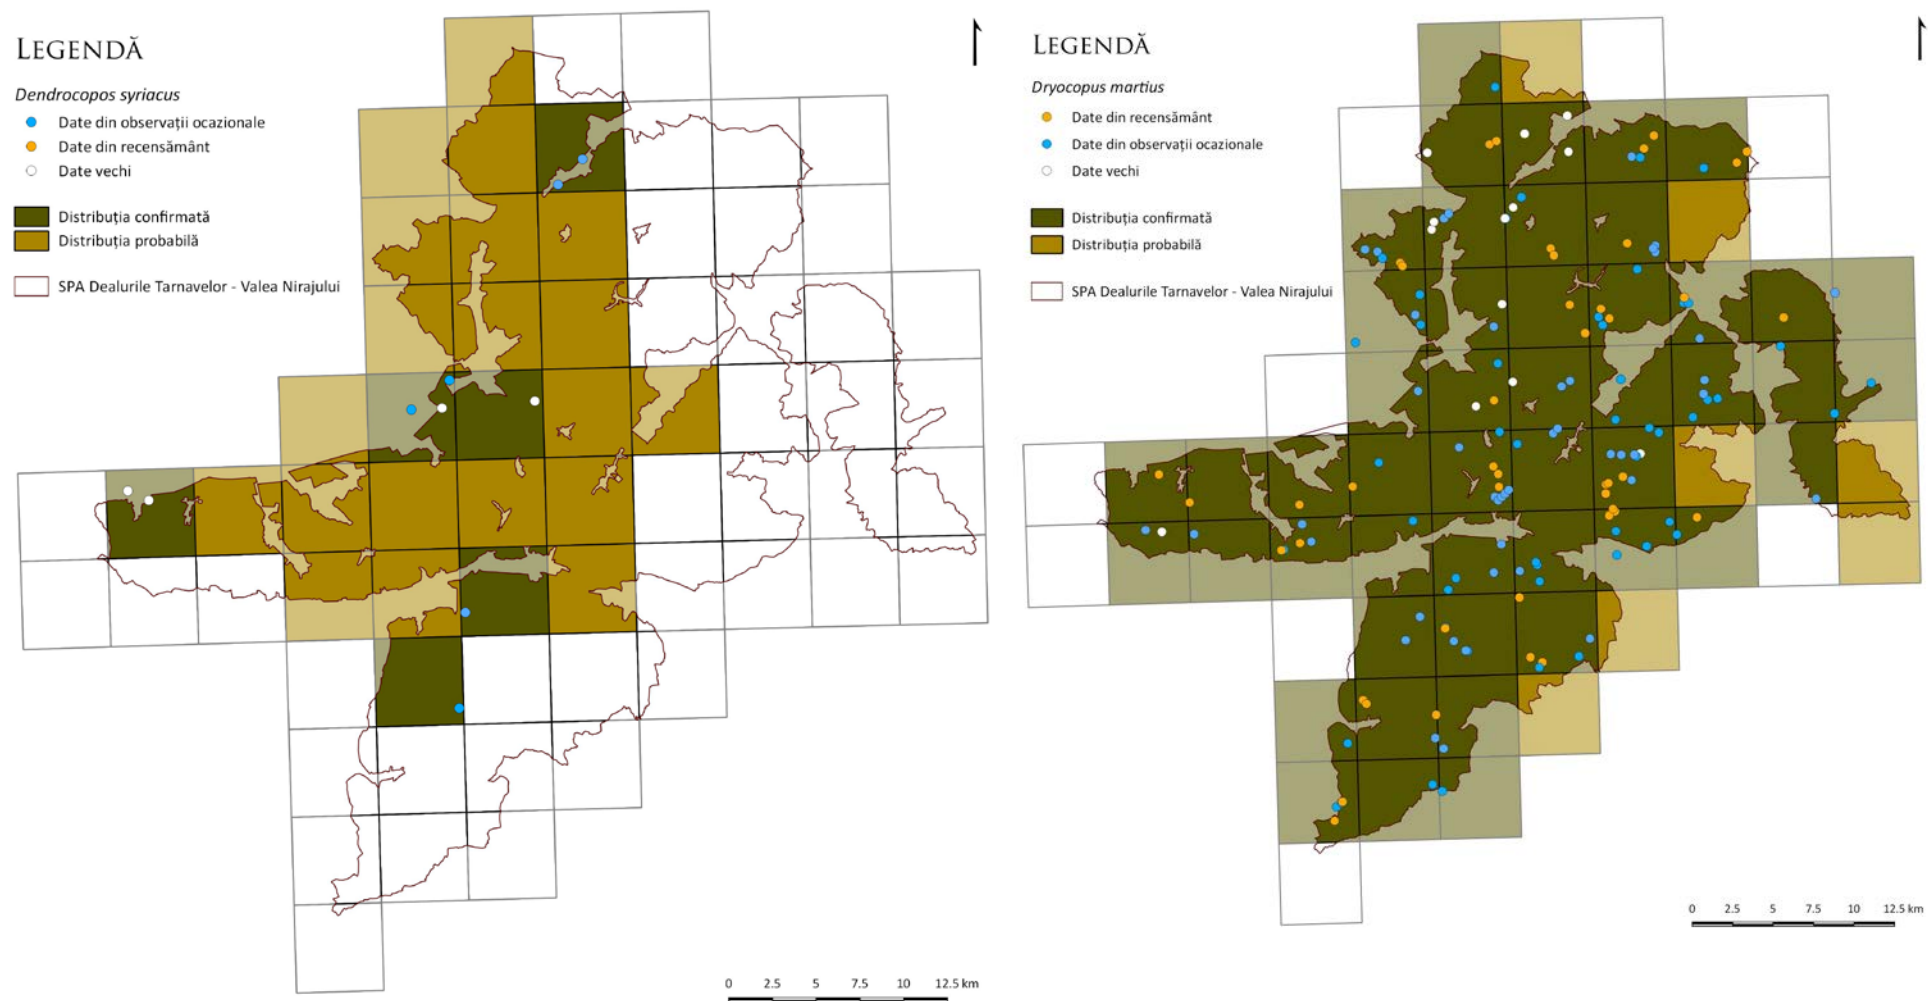 LEGENDĂ
Dendrocopos syriacus
Date din observații ocazionale
Date din recensământ
Date vechi
Distribuția confirmată
Distribuția probabilă
SPA Dealurile Tarnavelor - Valea Nirajului
0 2.5 5 7.5 10 12.5 km
LEGENDĂ
Dryocopus martius
Date din recensământ
Date din observații ocazionale
Date vechi
Distribuția confirmată
Distribuția probabilă
SPA Dealurile Tarnavelor - Valea Nirajului
0 2.5 5 7.5 10 12.5 km